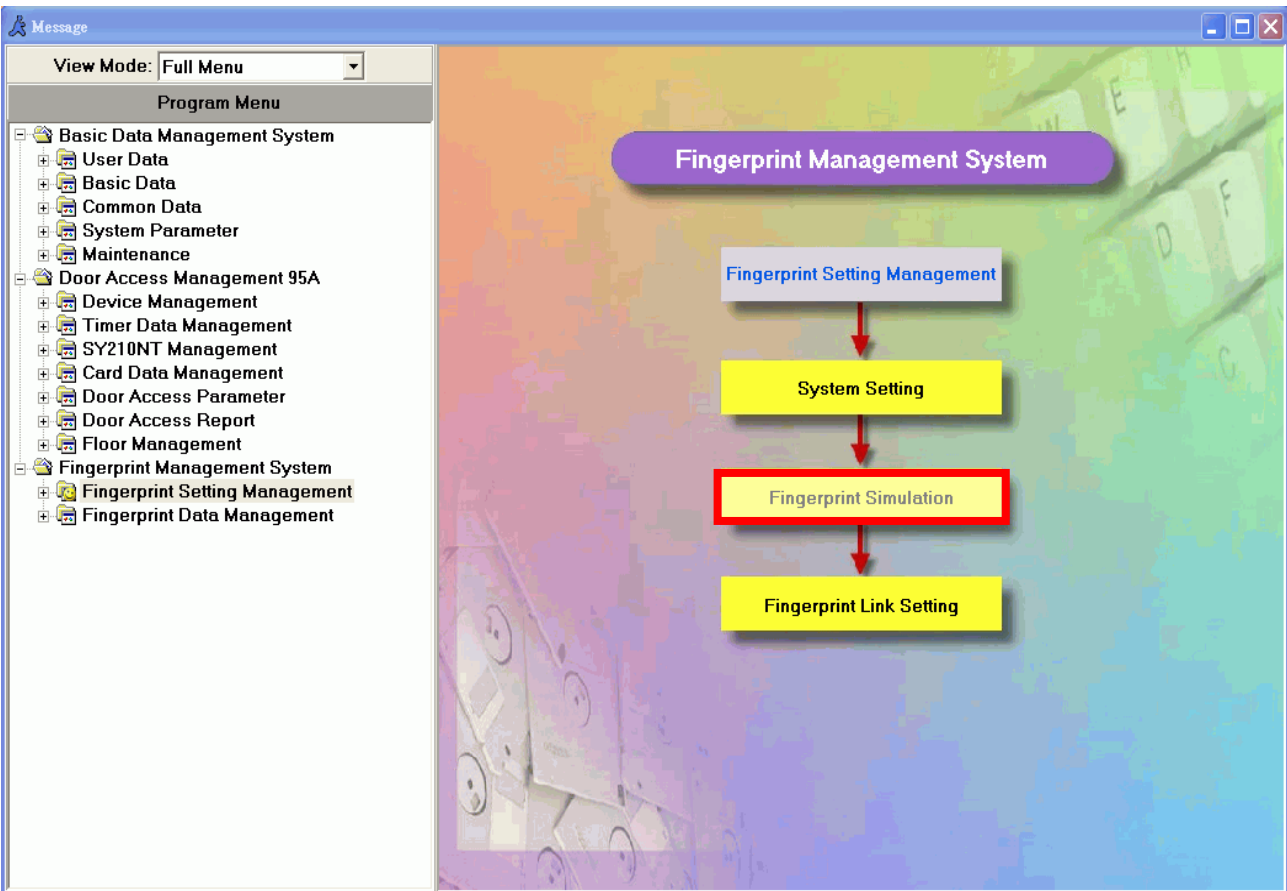 Message
View Mode: Full Menu
Program Menu
Basic Data Management System
User Data
Basic Data
Common Data
System Parameter
Maintenance
Door Access Management 95A
Device Management
Timer Data Management
SY210NT Management
Card Data Management
Door Access Parameter
Door Access Report
Floor Management
Fingerprint Management System
Fingerprint Setting Management
Fingerprint Data Management
Fingerprint Management System
Fingerprint Setting Management
System Setting
Fingerprint Simulation
Fingerprint Link Setting
W E R
D F
C